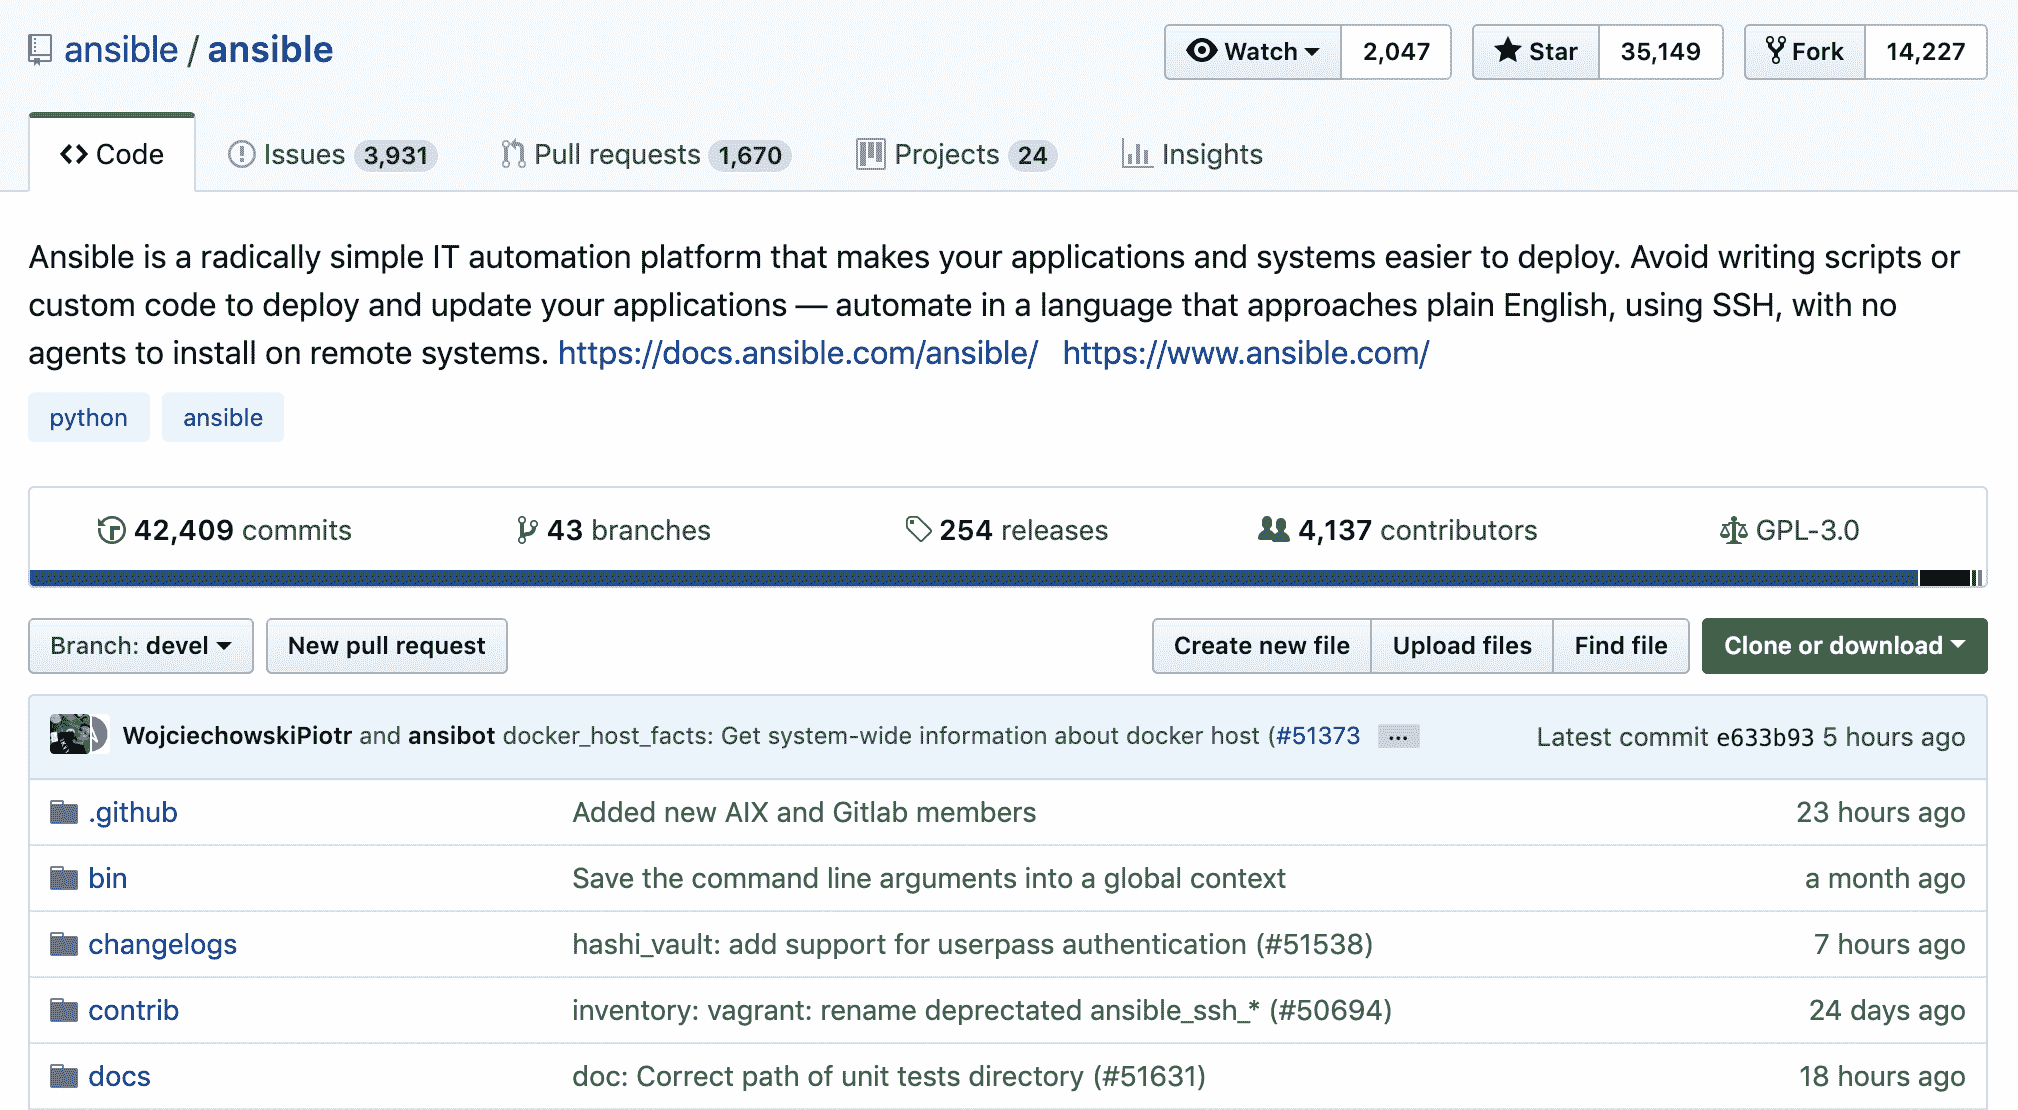 ansible / ansible
Watch 2,047 Star 35,149 Fork 14,227
Code Issues 3,931 Pull requests 1,670 Projects 24 Insights
Ansible is a radically simple IT automation platform that makes your applications and systems easier to deploy. Avoid writing scripts or
custom code to deploy and update your applications — automate in a language that approaches plain English, using SSH, with no
agents to install on remote systems. https://docs.ansible.com/ansible/ https://www.ansible.com/
python ansible
42,409 commits 43 branches 254 releases 4,137 contributors GPL-3.0
Branch: devel New pull request Create new file Upload files Find file Clone or download
WojciechowskiPiotr and ansibot docker_host_facts: Get system-wide information about docker host (#51373 ... Latest commit e633b93 5 hours ago
.github Added new AIX and Gitlab members 23 hours ago
bin Save the command line arguments into a global context a month ago
changelogs hashi_vault: add support for userpass authentication (#51538) 7 hours ago
contrib inventory: vagrant: rename deprectated ansible_ssh_* (#50694) 24 days ago
docs doc: Correct path of unit tests directory (#51631) 18 hours ago